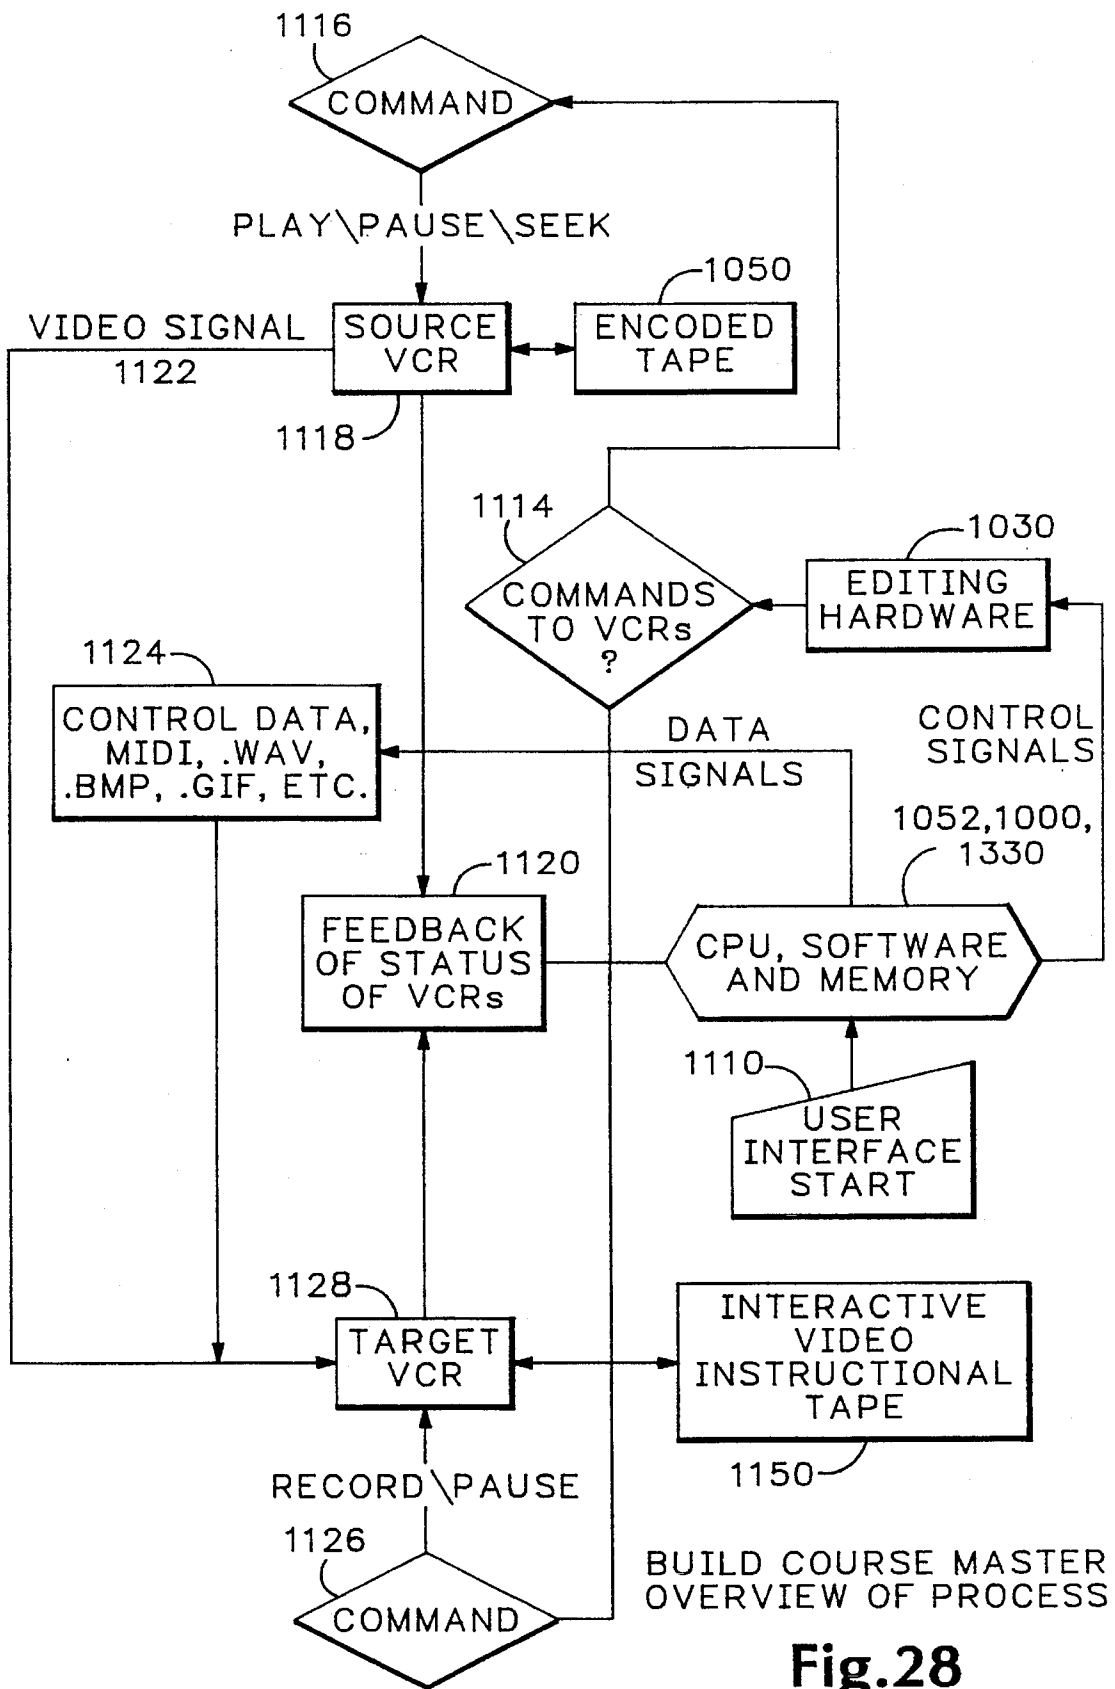 1116
COMMAND
PLAY\PAUSE\SEEK
1050
VIDEO SIGNAL
1122
SOURCE
VCR
ENCODED
TAPE
1118
1114
1030
COMMANDS
TO VCRs
?
EDITING
HARDWARE
1124
CONTROL DATA,
MIDI, .WAV,
.BMP, .GIF, ETC.
DATA
SIGNALS
CONTROL
SIGNALS
1052,1000,
1330
1120
FEEDBACK
OF STATUS
OF VCRs
CPU, SOFTWARE
AND MEMORY
1110
USER
INTERFACE
START
1128
TARGET
VCR
INTERACTIVE
VIDEO
INSTRUCTIONAL
TAPE
1150
RECORD\PAUSE
1126
COMMAND
BUILD COURSE MASTER
OVERVIEW OF PROCESS
Fig.28